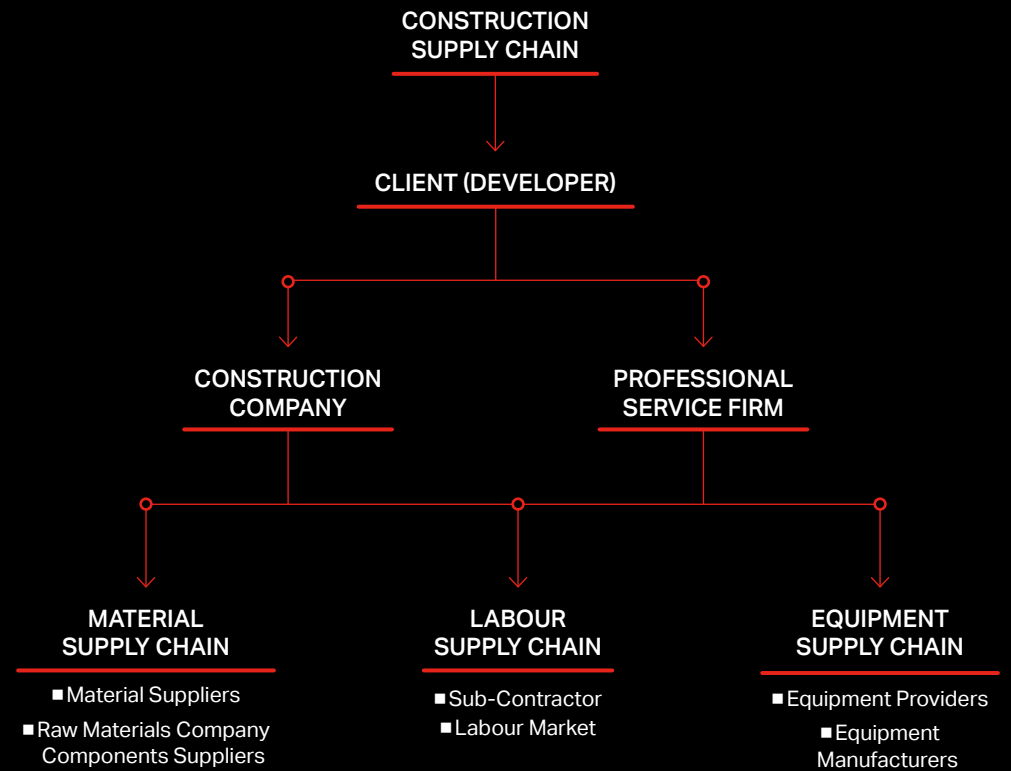 CONSTRUCTION
SUPPLY CHAIN
CLIENT (DEVELOPER)
CONSTRUCTION
COMPANY
PROFESSIONAL
SERVICE FIRM
MATERIAL
SUPPLY CHAIN
■ Material Suppliers
■ Raw Materials Company
Components Suppliers
LABOUR
SUPPLY CHAIN
■ Sub-Contractor
■ Labour Market
EQUIPMENT
SUPPLY CHAIN
■ Equipment Providers
■ Equipment
Manufacturers